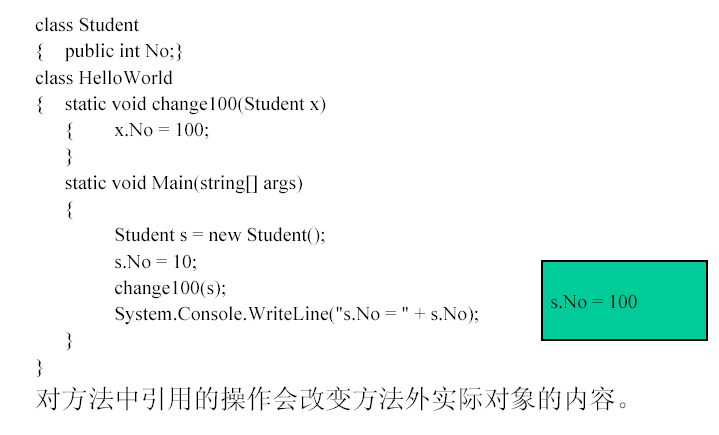 class Student
{ public int No;}
class HelloWorld
{ static void change100(Student x)
{ x.No = 100;
}
static void Main(string[] args)
{
Student s = new Student();
s.No = 10;
change100(s);
System.Console.WriteLine("s.No = " + s.No);
}
}
s.No = 100
对方法中引用的操作会改变方法外实际对象的内容。